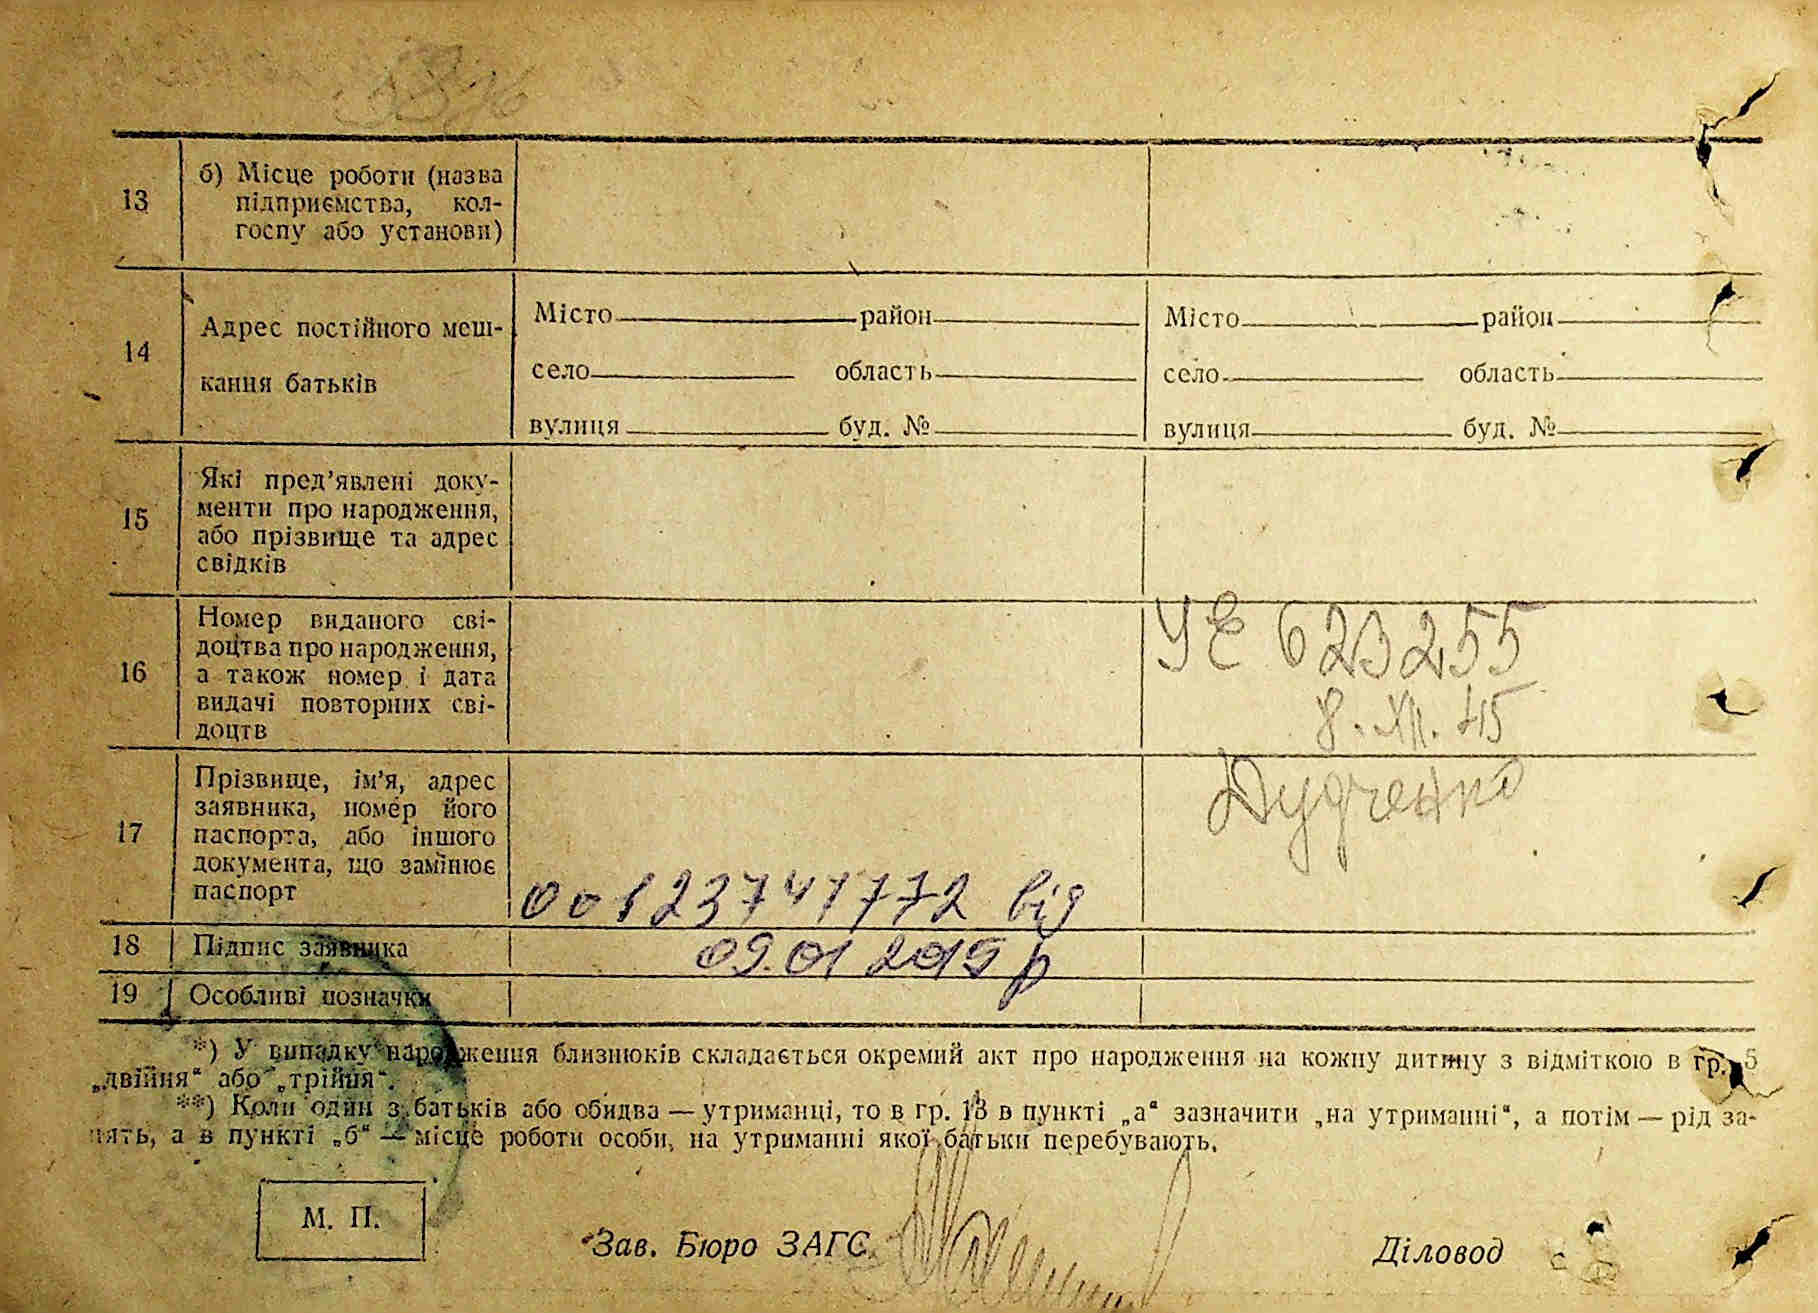 13
б) Місце роботи (назва
підприємства, кол-
госпу або установи)
14
Адрес постійного меш-
кання батьків
Місто район
село область
вулиця буд. №
Місто район
село область
вулиця буд. №
15
Які пред’явлені доку-
менти про народження,
або прізвище та адрес
свідків
16
Номер виданого сві-
доцтва про народження,
а також номер і дата
видачі повторних сві-
доцтв
УЕ 623255
8.XII.45
17
Прізвище, ім’я, адрес
заявника, номер його
паспорта, або іншого
документа, що замінює
паспорт
00123741772 від
09.01 2019 р
Дудченко
18 Підпис заявника
19 Особливі позначки
*) У випадку народження близнюків складається окремий акт про народження на кожну дитину з відміткою в гр. 5
„двійня“ або „трійня“.
**) Коли один з батьків або обидва — утриманці, то в гр. 13 в пункті „а“ зазначити „на утриманні“, а потім — рід за-
нять, а в пункті „б“ — місце роботи особи, на утриманні якої батьки перебувають.
М. П.
Зав. Бюро ЗАГС
Діловод